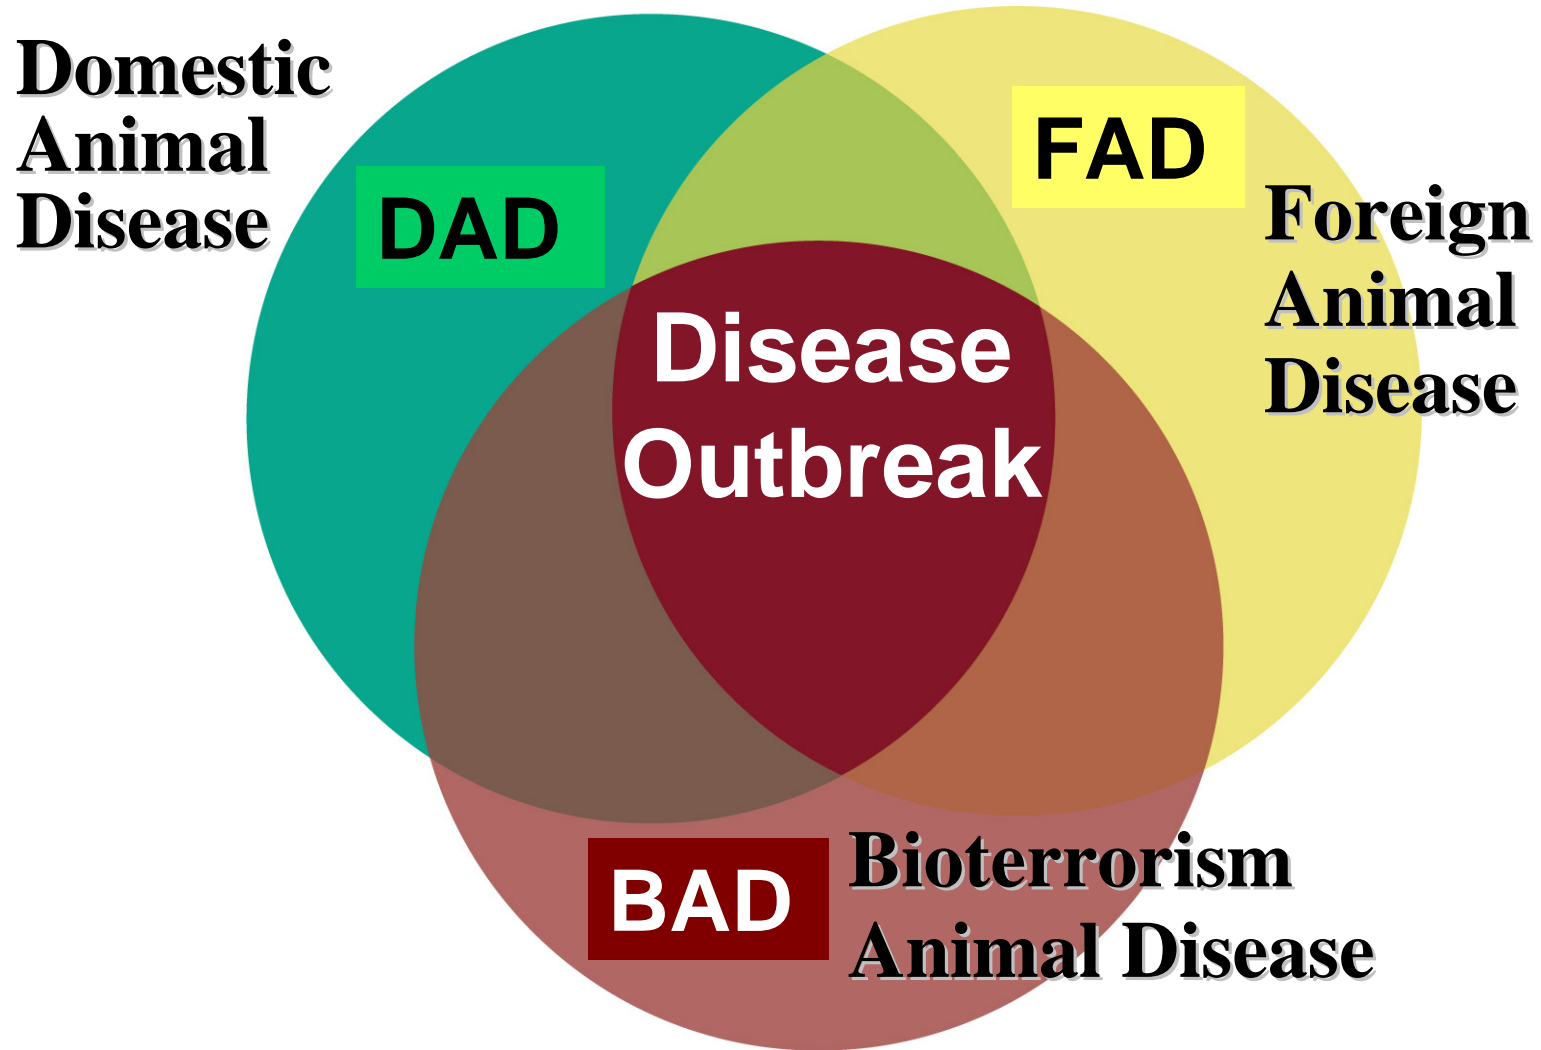 Domestic
Animal
Disease
DAD
FAD
Foreign
Animal
Disease
Disease
Outbreak
BAD
Bioterrorism
Animal Disease